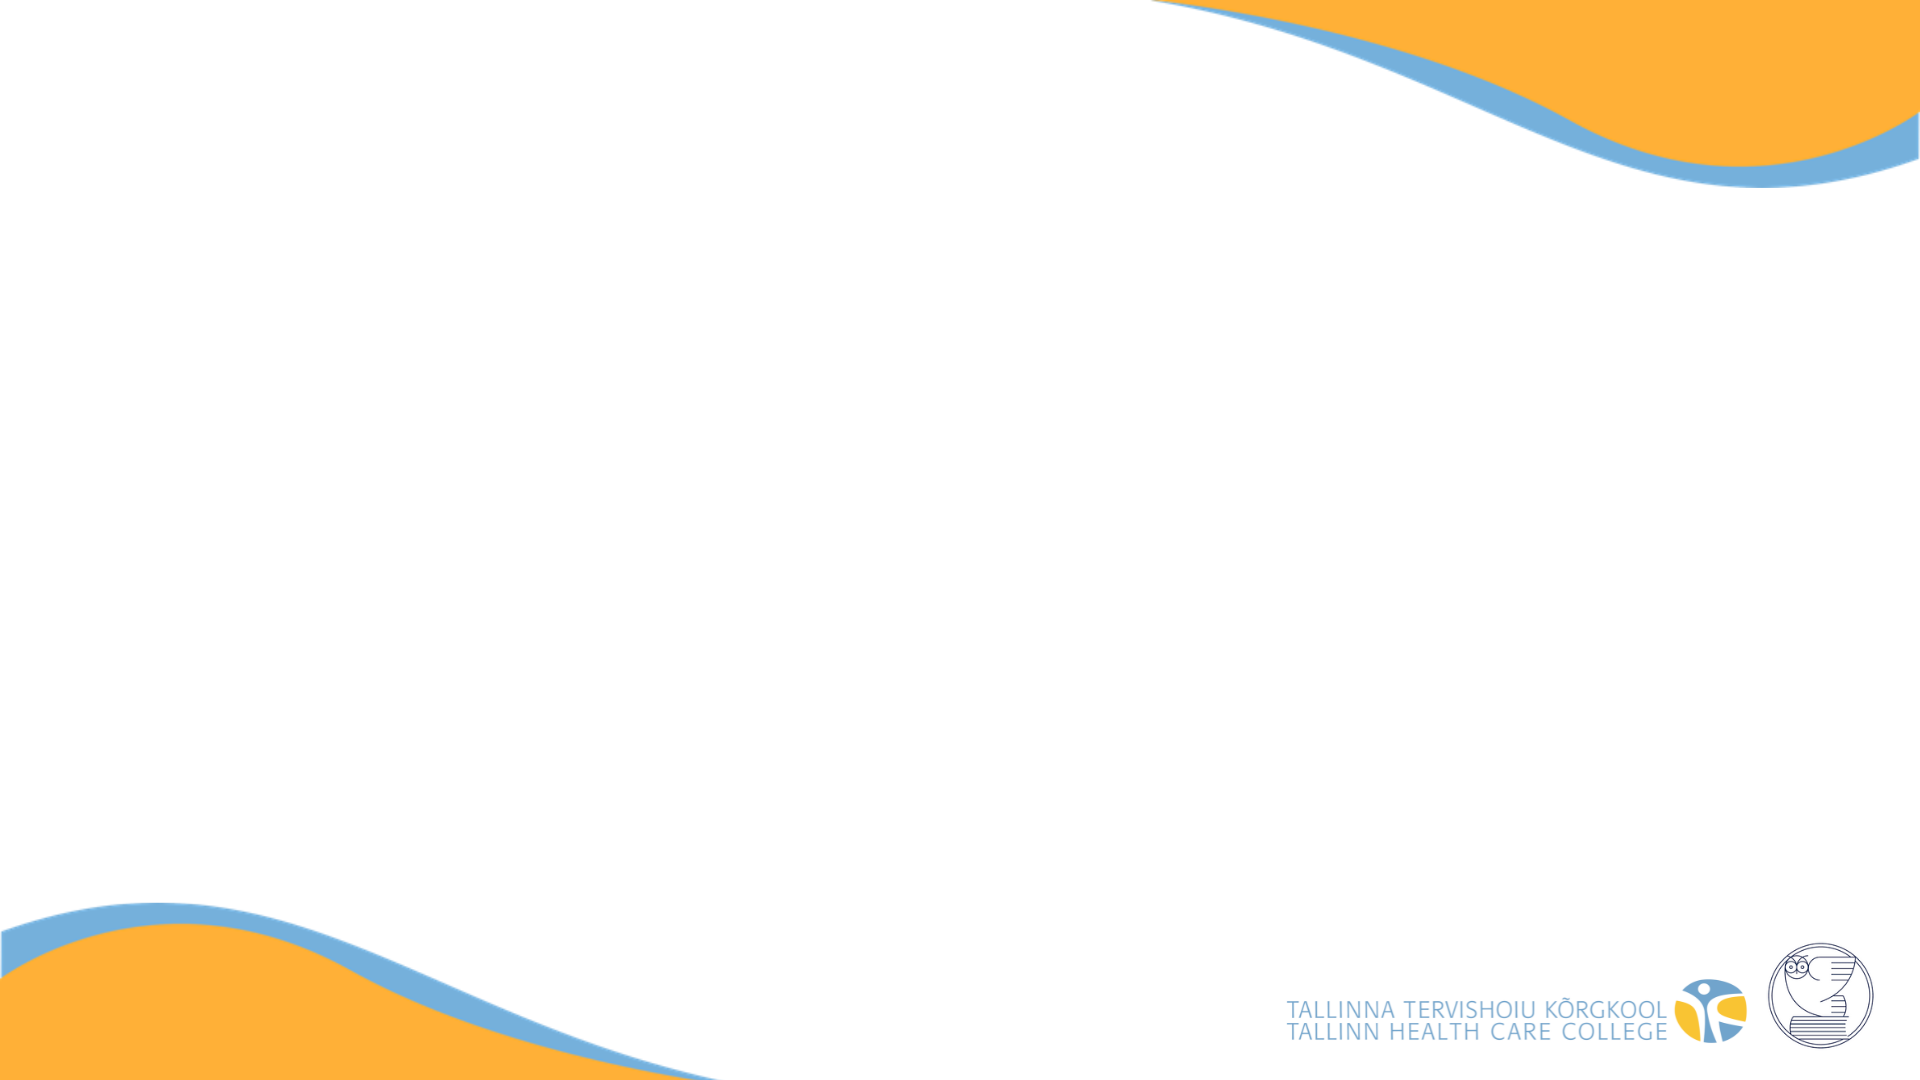 TALLINNA TERVISHOIU KÕRGKOOL
TALLINN HEALTH CARE COLLEGE